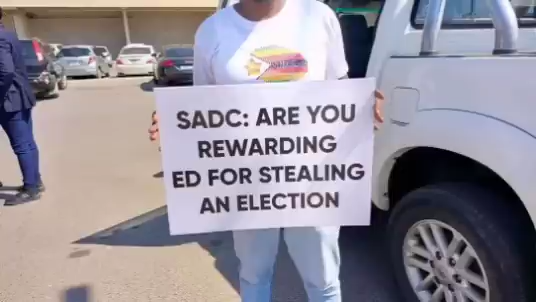 SADC: ARE YOU
REWARDING
ED FOR STEALING
AN ELECTION